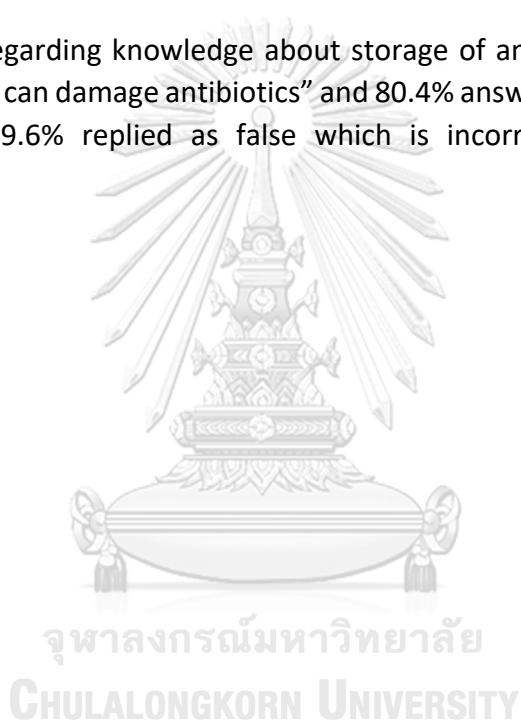 egarding knowledge about storage of an
can damage antibiotics" and 80.4% answ
9.6% replied as false which is incorr
จุฬาลงกรณ์มหาวิทยาลัย
CHULALONGKORN UNIVERSITY